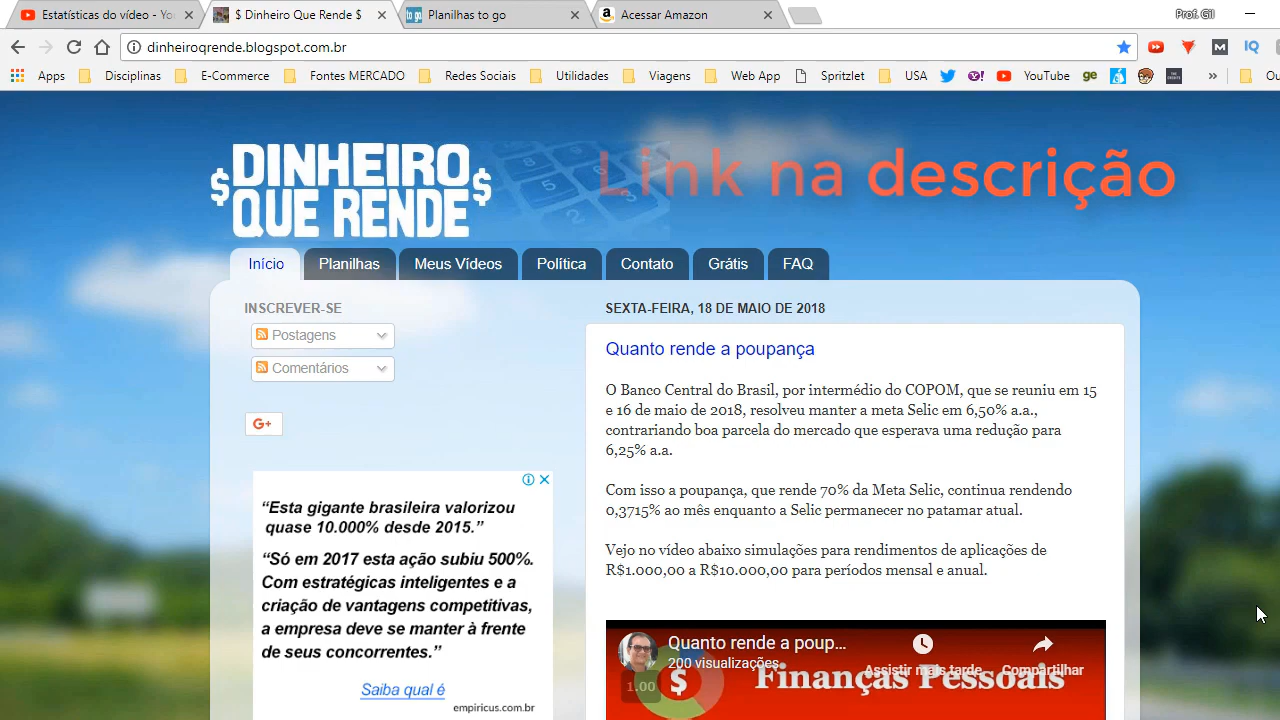 Estatísticas do vídeo - Yo
$ Dinheiro Que Rende $
Planilhas to go
Acessar Amazon
Prof. Gil
dinheiroqrende.blogspot.com.br
Apps
Disciplinas
E-Commerce
Fontes MERCADO
Redes Sociais
Utilidades
Viagens
Web App
Spritzlet
USA
YouTube
ge
»
Ou
$DINHEIRO$
QUE RENDE
Link na descrição
Início
Planilhas
Meus Vídeos
Política
Contato
Grátis
FAQ
INSCREVER-SE
Postagens
Comentários
G+
SEXTA-FEIRA, 18 DE MAIO DE 2018
Quanto rende a poupança
O Banco Central do Brasil, por intermédio do COPOM, que se reuniu em 15
e 16 de maio de 2018, resolveu manter a meta Selic em 6,50% a.a.,
contrariando boa parcela do mercado que esperava uma redução para
6,25% a.a.
Com isso a poupança, que rende 70% da Meta Selic, continua rendendo
0,3715% ao mês enquanto a Selic permanecer no patamar atual.
Vejo no vídeo abaixo simulações para rendimentos de aplicações de
R$1.000,00 a R$10.000,00 para períodos mensal e anual.
“Esta gigante brasileira valorizou
quase 10.000% desde 2015.”
“Só em 2017 esta ação subiu 500%.
Com estratégicas inteligentes e a
criação de vantagens competitivas,
a empresa deve se manter à frente
de seus concorrentes.”
Saiba qual é
empiricus.com.br
Quanto rende a poup...
200 visualizações
Assistir mais tarde
Compartilhar
1.00
$
Finanças Pessoais